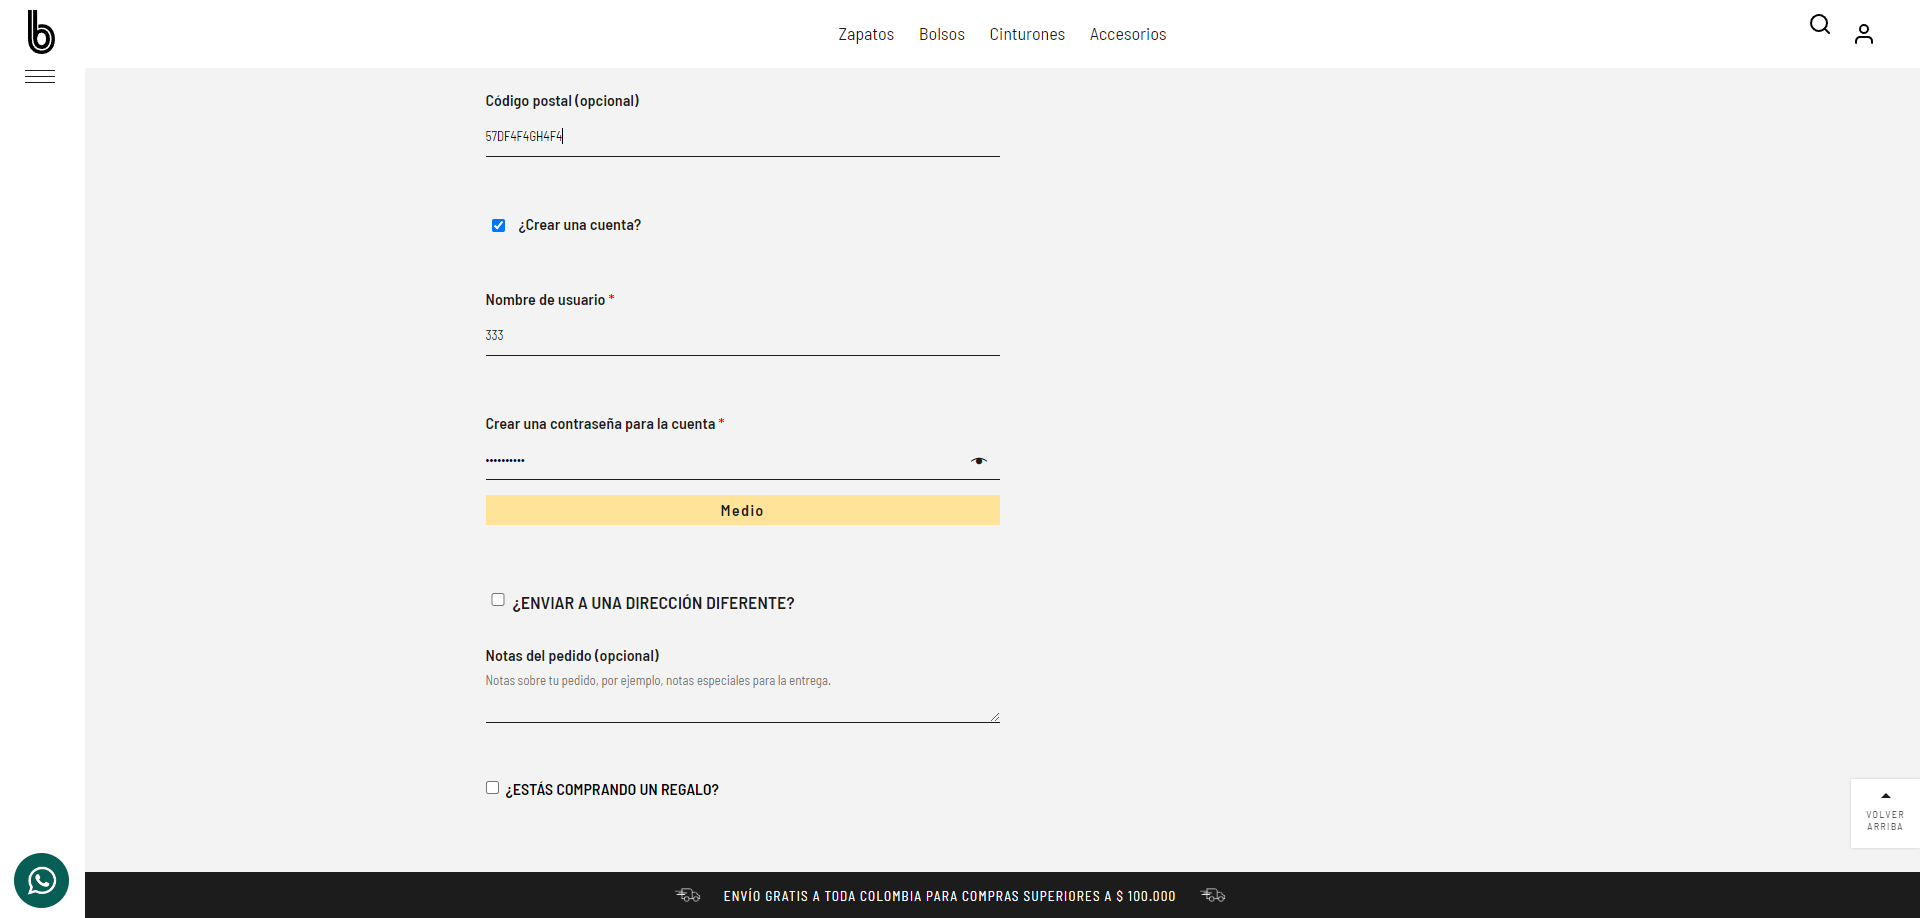 b
Zapatos Bolsos Cinturones Accesorios
Código postal (opcional)
57DF4F4GH4F4
¿Crear una cuenta?
Nombre de usuario *
333
Crear una contraseña para la cuenta *
••••••••••
Medio
¿ENVIAR A UNA DIRECCIÓN DIFERENTE?
Notas del pedido (opcional)
Notas sobre tu pedido, por ejemplo, notas especiales para la entrega.
¿ESTÁS COMPRANDO UN REGALO?
VOLVER
ARRIBA
ENVÍO GRATIS A TODA COLOMBIA PARA COMPRAS SUPERIORES A $ 100.000